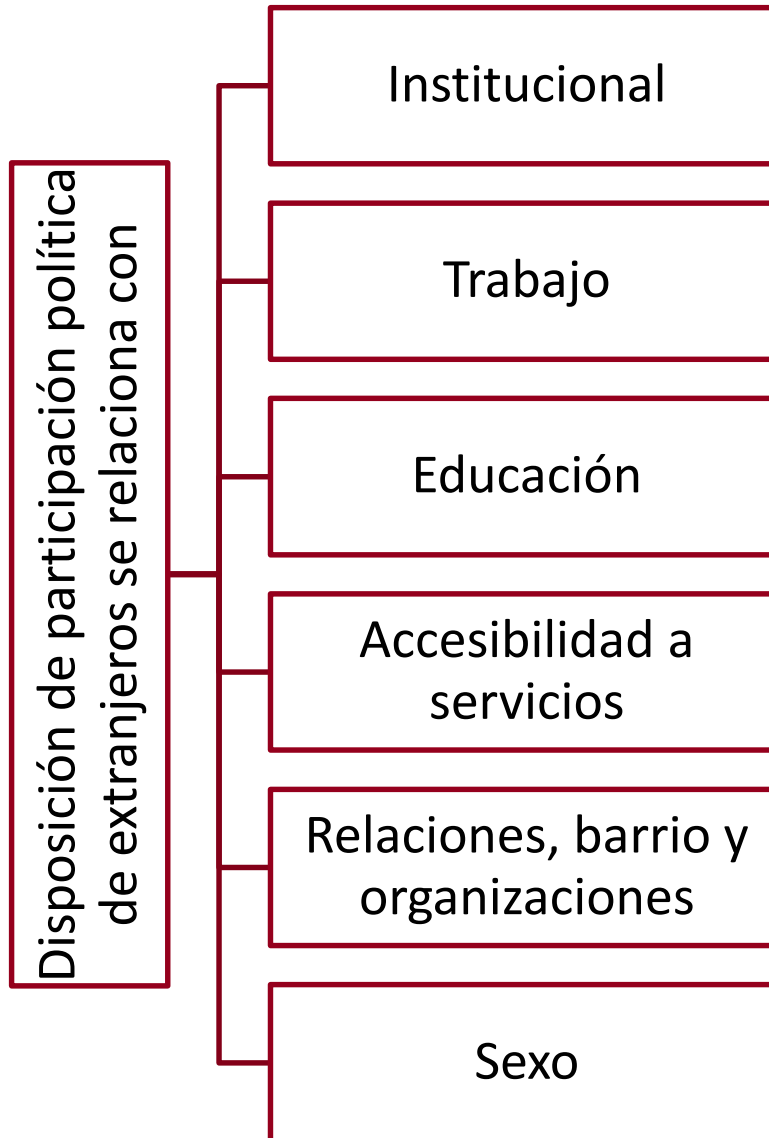 Disposición de participación política
de extranjeros se relaciona con
Institucional
Trabajo
Educación
Accesibilidad a
servicios
Relaciones, barrio y
organizaciones
Sexo